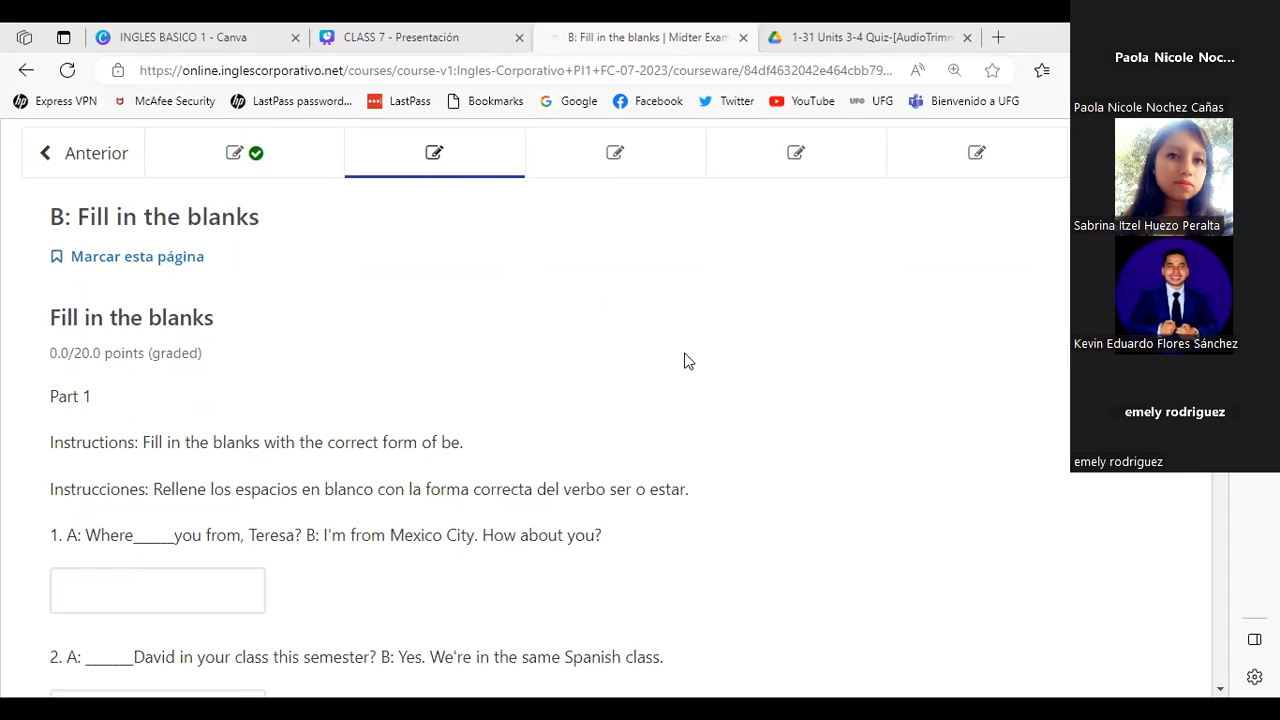 INGLES BASICO 1 - Canva
CLASS 7 - Presentación
B: Fill in the blanks | Midter Exam
1-31 Units 3-4 Quiz-[AudioTrimm
https://online.inglescorporativo.net/courses/course-v1:Ingles-Corporativo+PI1+FC-07-2023/courseware/84df4632042e464cbb79...
Express VPN
McAfee Security
LastPass password...
LastPass
Bookmarks
Google
Facebook
Twitter
YouTube
UFG
Bienvenido a UFG
Anterior
B: Fill in the blanks
Marcar esta página
Fill in the blanks
0.0/20.0 points (graded)
Part 1
Instructions: Fill in the blanks with the correct form of be.
Instrucciones: Rellene los espacios en blanco con la forma correcta del verbo ser o estar.
1. A: Where______you from, Teresa? B: I'm from Mexico City. How about you?
2. A: ______David in your class this semester? B: Yes. We're in the same Spanish class.
Paola Nicole Noc...
Paola Nicole Nochez Cañas
Sabrina Itzel Huezo Peralta
Kevin Eduardo Flores Sánchez
emely rodriguez
emely rodriguez